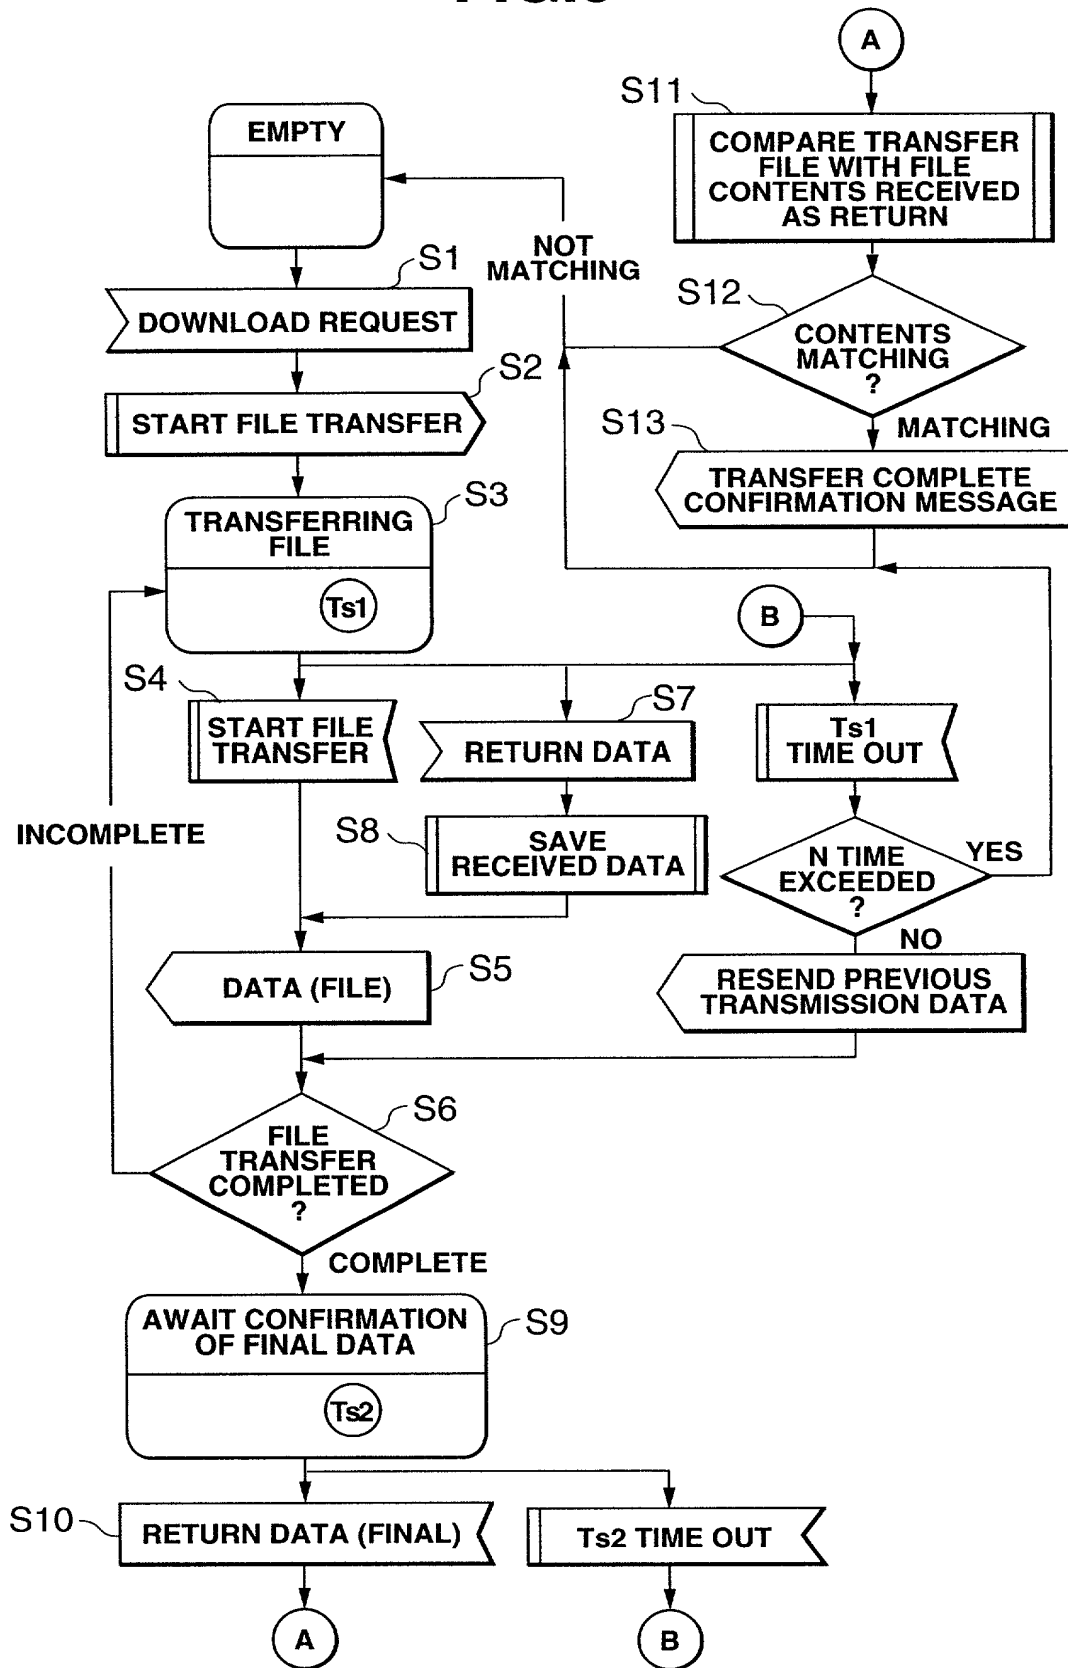 A
S11
COMPARE TRANSFER
FILE WITH FILE
CONTENTS RECEIVED
AS RETURN
EMPTY
NOT
MATCHING
S1
DOWNLOAD REQUEST
S12
CONTENTS
MATCHING
?
S2
START FILE TRANSFER
S13
MATCHING
TRANSFER COMPLETE
CONFIRMATION MESSAGE
S3
TRANSFERRING
FILE
Ts1
B
S4
START FILE
TRANSFER
S7
RETURN DATA
Ts1
TIME OUT
INCOMPLETE
S8
SAVE
RECEIVED DATA
N TIME
EXCEEDED
?
YES
NO
S5
DATA (FILE)
RESEND PREVIOUS
TRANSMISSION DATA
S6
FILE
TRANSFER
COMPLETED
?
COMPLETE
AWAIT CONFIRMATION
OF FINAL DATA
S9
Ts2
S10
RETURN DATA (FINAL)
Ts2 TIME OUT
A
B